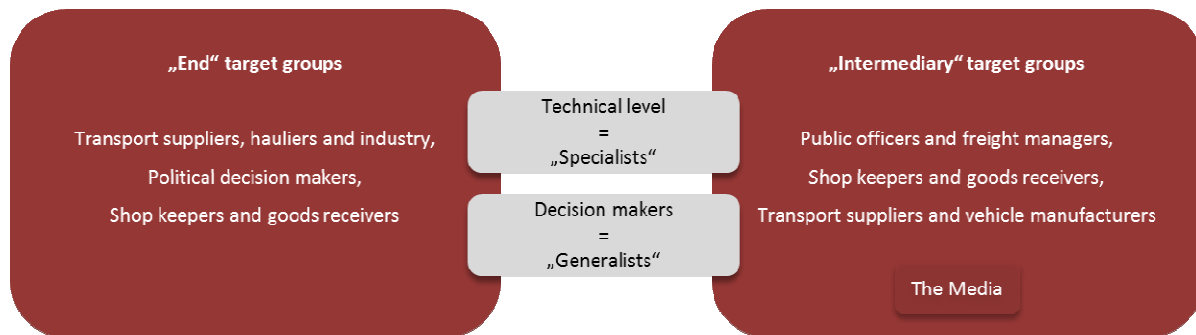 „End“ target groups
Transport suppliers, hauliers and industry,
Political decision makers,
Shop keepers and goods receivers
Technical level
=
„Specialists“
Decision makers
=
„Generalists“
„Intermediary“ target groups
Public officers and freight managers,
Shop keepers and goods receivers,
Transport suppliers and vehicle manufacturers
The Media